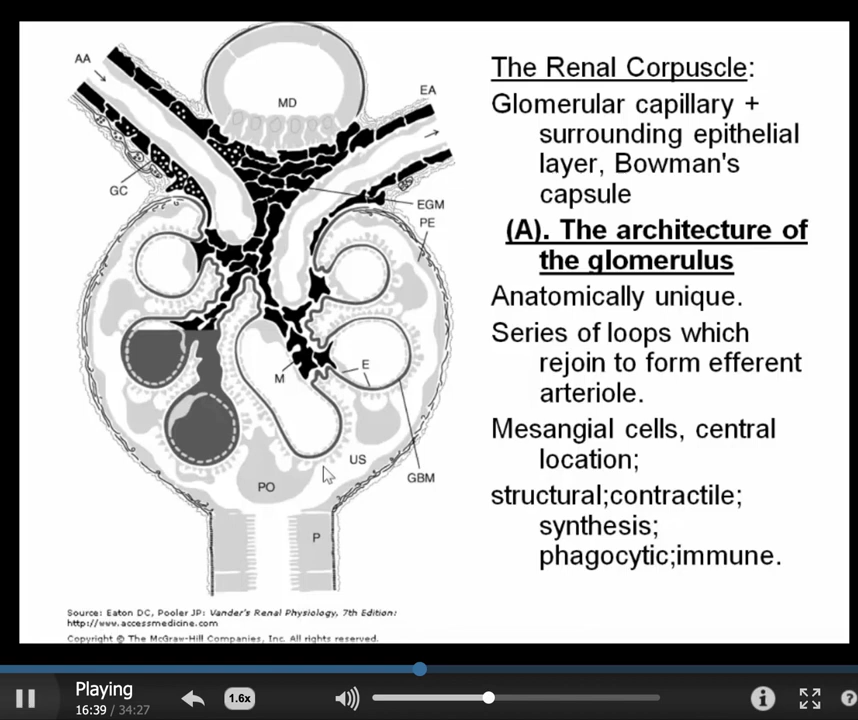 AA
MD
EA
GC
EGM
PE
M
E
US
GBM
PO
P
The Renal Corpuscle:
Glomerular capillary +
surrounding epithelial
layer, Bowman's
capsule
(A). The architecture of
the glomerulus
Anatomically unique.
Series of loops which
rejoin to form efferent
arteriole.
Mesangial cells, central
location;
structural;contractile;
synthesis;
phagocytic;immune.
Source: Eaton DC, Pooler JP: Vander's Renal Physiology, 7th Edition:
http://www.accessmedicine.com
Copyright © The McGraw-Hill Companies, Inc. All rights reserved.
Playing
16:39 / 34:27
1.6x